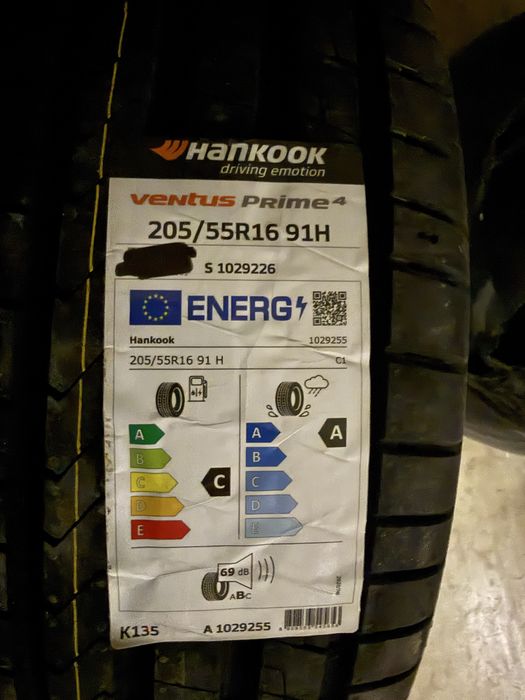 HANKOOK
driving emotion
VENTUS PRIME4
205/55R16 91H
S 1029226
ENERG
Hankook 1029255
205/55R16 91 H C1
A A A
B B
C C C
D D
E E
69 dB
ABC
K135 A 1029255